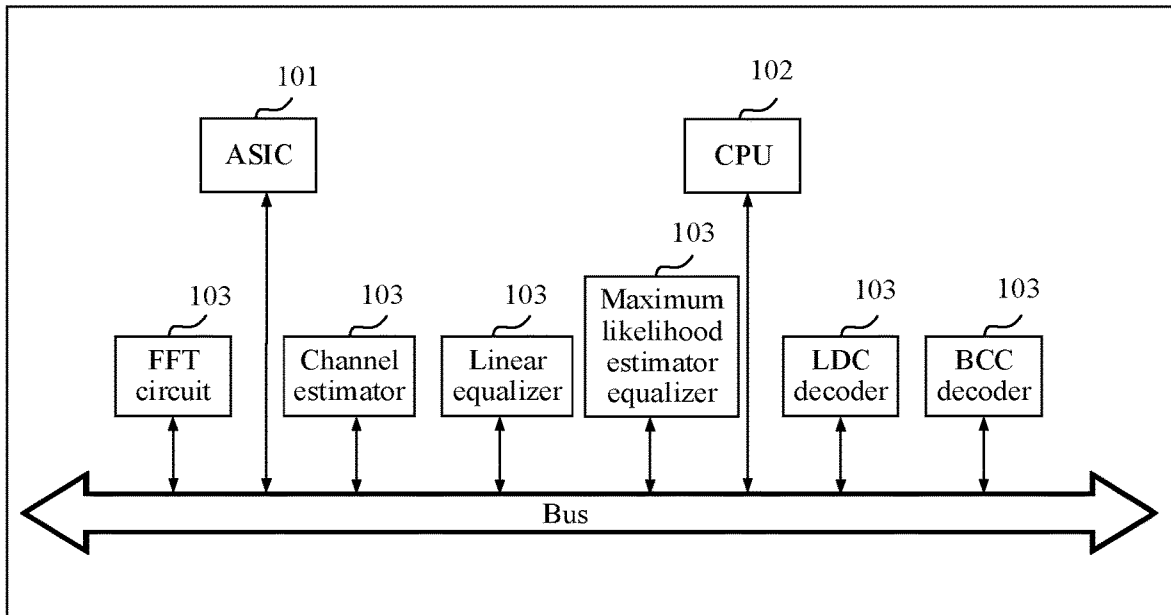 101
ASIC
102
CPU
103
FFT
circuit
103
Channel
estimator
103
Linear
equalizer
103
Maximum
likelihood
estimator
equalizer
103
LDC
decoder
103
BCC
decoder
Bus